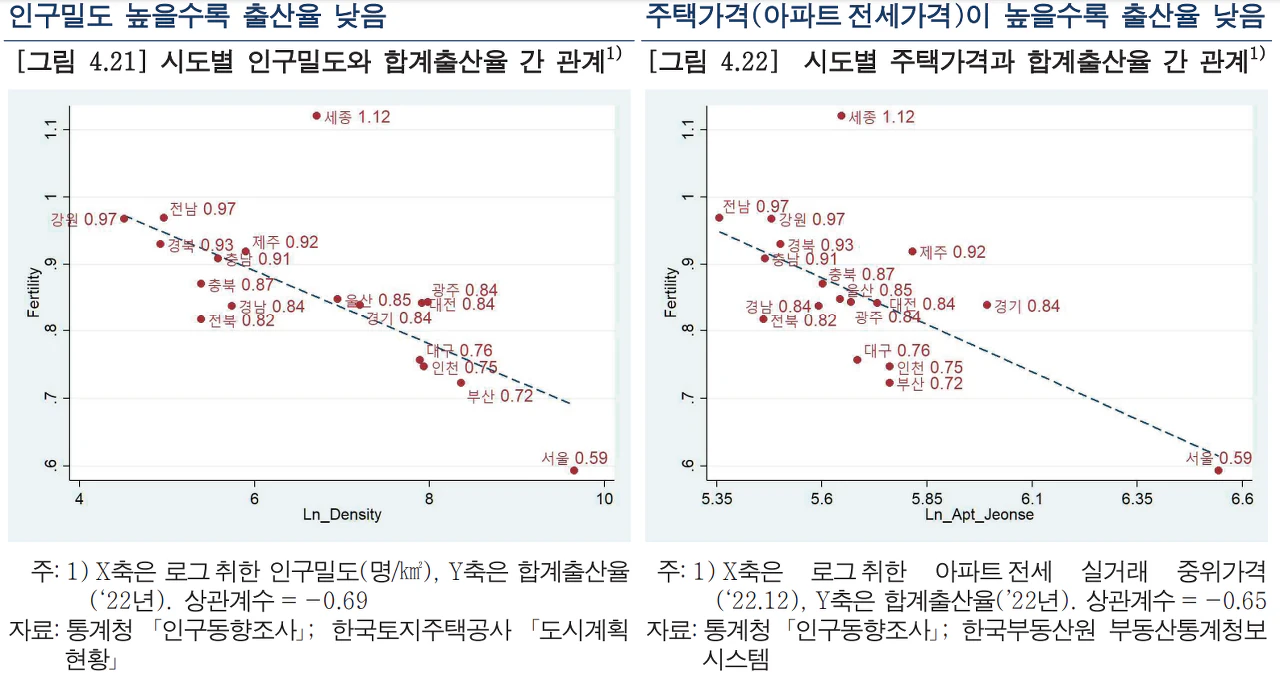 인구밀도 높을수록 출산율 낮음
[그림 4.21] 시도별 인구밀도와 합계출산율 간 관계1)
Fertility
1.1
1
.9
.8
.7
.6
세종 1.12
강원 0.97
전남 0.97
경북 0.93
제주 0.92
충남 0.91
충북 0.87
경남 0.84
전북 0.82
울산 0.85
경기 0.84
광주 0.84
대전 0.84
대구 0.76
인천 0.75
부산 0.72
서울 0.59
4 6 8 10
Ln_Density
주: 1) X축은 로그 취한 인구밀도(명/㎢), Y축은 합계출산율
(‘22년). 상관계수 = −0.69
자료: 통계청 「인구동향조사」; 한국토지주택공사 「도시계획
현황」
주택가격(아파트 전세가격)이 높을수록 출산율 낮음
[그림 4.22] 시도별 주택가격과 합계출산율 간 관계1)
Fertility
1.1
1
.9
.8
.7
.6
세종 1.12
전남 0.97
강원 0.97
경북 0.93
충남 0.91
제주 0.92
충북 0.87
울산 0.85
경남 0.84
대전 0.84
경기 0.84
전북 0.82
광주 0.84
대구 0.76
인천 0.75
부산 0.72
서울 0.59
5.35 5.6 5.85 6.1 6.35 6.6
Ln_Apt_Jeonse
주: 1) X축은 로그 취한 아파트 전세 실거래 중위가격
(‘22.12), Y축은 합계출산율(’22년). 상관계수 = −0.65
자료: 통계청 「인구동향조사」; 한국부동산원 부동산통계청보
시스템